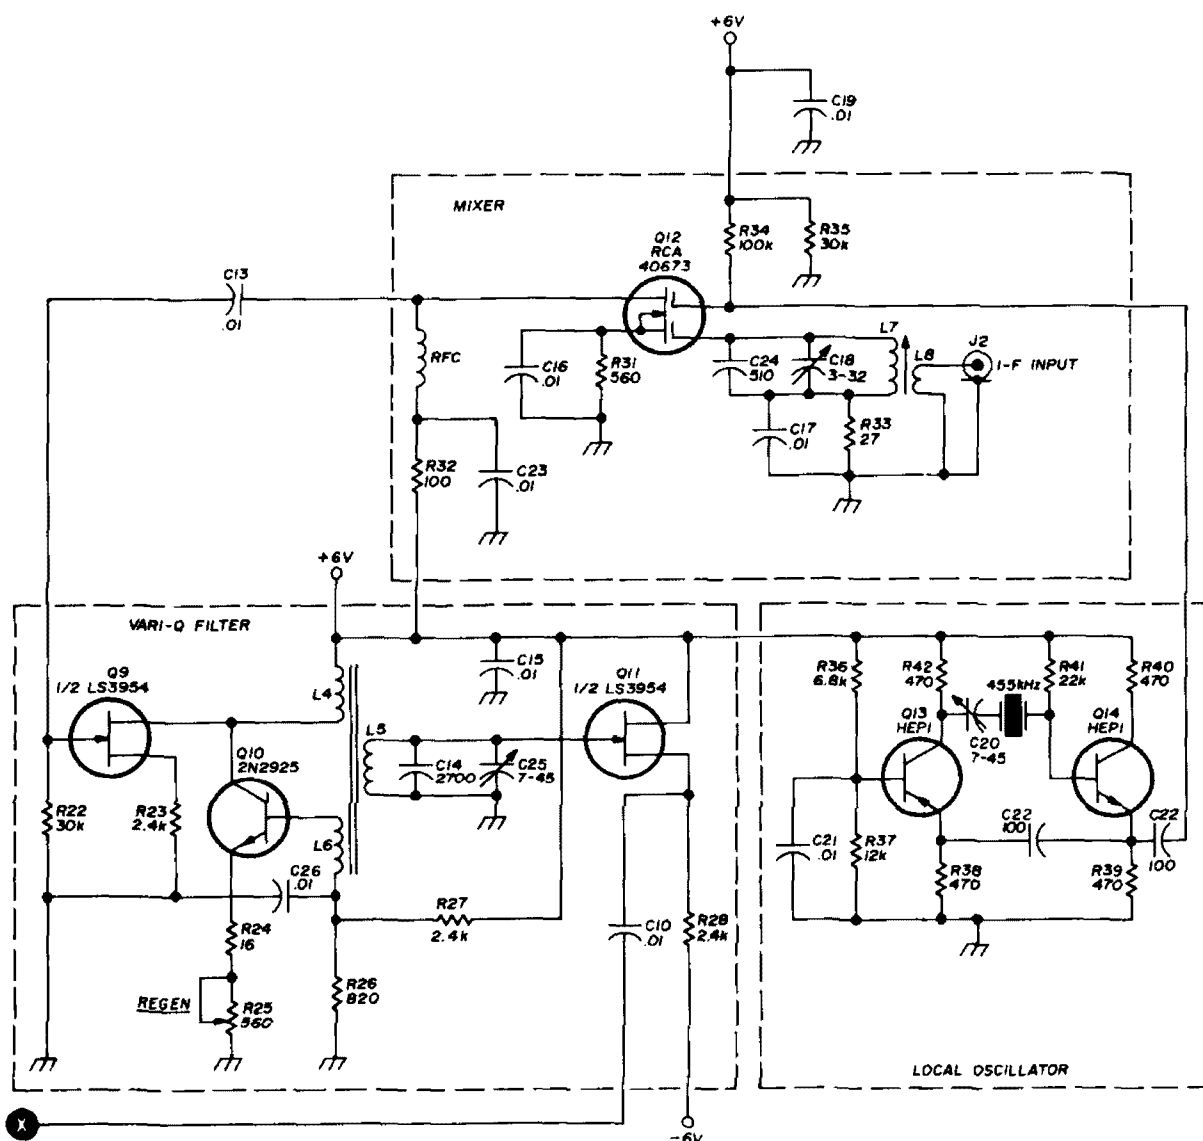 +6V
C19
.01
MIXER
Q12
RCA
40673
R34
100k
R35
30k
C13
.01
RFC
C16
.01
R31
560
C24
510
C18
3-32
L7
L8
J2
I-F INPUT
C17
.01
R33
27
R32
100
C23
.01
+6V
VARI-Q FILTER
Q9
1/2 LS3954
L4
C15
.01
Q11
1/2 LS3954
R36
6.8k
R42
470
455kHz
R41
22k
R40
470
Q13
HEP1
Q14
HEP1
C20
7-45
L5
C14
2700
C25
7-45
Q10
2N2925
R22
30k
R23
2.4k
L6
C26
.01
C21
.01
R37
12k
C22
100
C22
100
R38
470
R39
470
R27
2.4k
R24
16
C10
.01
R28
2.4k
REGEN
R25
560
R26
820
LOCAL OSCILLATOR
X
-6V